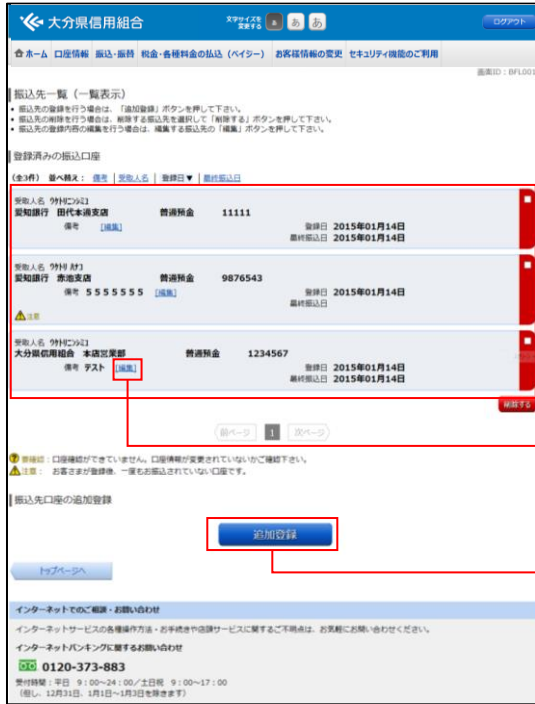 大分県信用組合
文字サイズを
変更する
あ あ
ログアウト
ホーム 口座情報 振込・振替 税金・各種料金の払込（ペイジー） お客様情報の変更 セキュリティ機能のご利用
画面ID：BFL001
振込先一覧（一覧表示）
• 振込先の登録を行う場合は、「追加登録」ボタンを押して下さい。
• 振込先の削除を行う場合は、削除する振込先を選択して「削除する」ボタンを押して下さい。
• 振込先の登録内容の編集を行う場合は、編集する振込先の「編集」ボタンを押して下さい。
登録済みの振込口座
(全3件) 並べ替え： 備考 | 受取人名 | 登録日▼ | 最終振込日
受取人名
愛知銀行 田代本通支店 普通預金 11111
備考 [編集] 登録日 2015年01月14日
最終振込日 2015年01月14日
受取人名
愛知銀行 赤池支店 普通預金 9876543
備考 5555555 [編集] 登録日 2015年01月14日
最終振込日
注意
受取人名
大分県信用組合 本店営業部 普通預金 1234567
備考 テスト [編集] 登録日 2015年01月14日
最終振込日 2015年01月14日
削除する
前ページ 1 次ページ
要確認：口座確認ができていません。口座情報が変更されていないかご確認下さい。
注意： お客さまが登録後、一度もお振込されていない口座です。
振込先口座の追加登録
追加登録
トップページへ
インターネットでのご相談・お問い合わせ
インターネットサービスの各種操作方法・お手続きや店頭サービスに関するご不明点は、お気軽にお問い合わせください。
インターネットバンキングに関するお問い合わせ
0120-373-883
受付時間：平日 9：00～24：00／土日祝 9：00～17：00
（但し、12月31日、1月1日～1月3日を除きます）